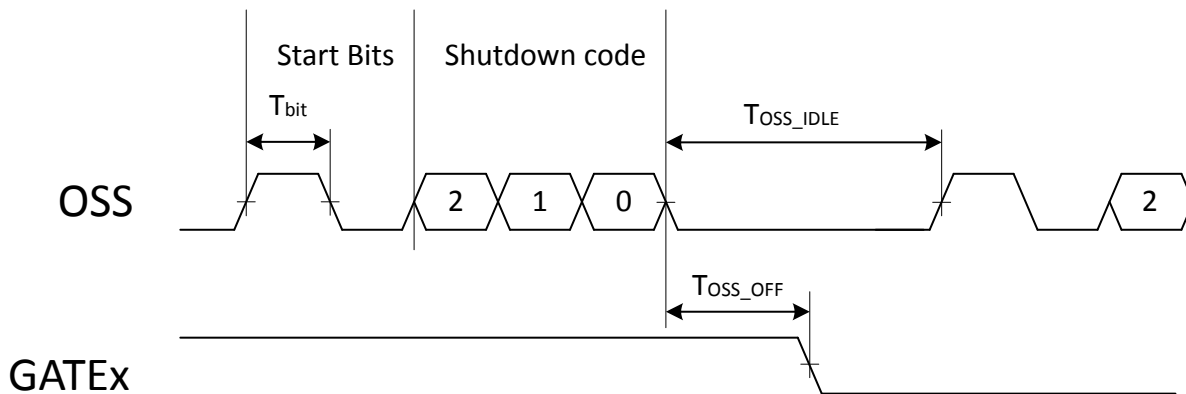 Start Bits Shutdown code
Tbit
TOSS_IDLE
OSS 2 1 0 2
TOSS_OFF
GATEx